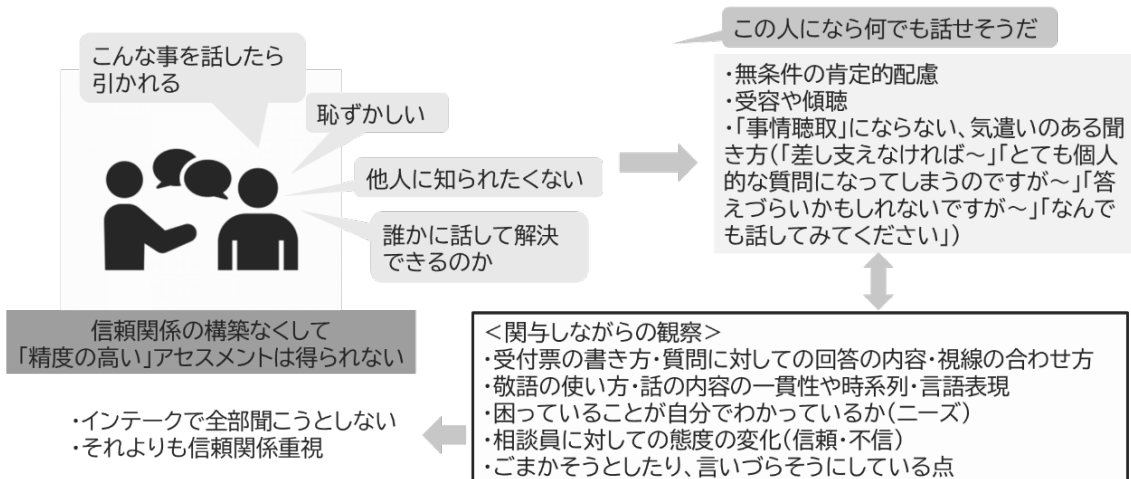 こんな事を話したら
引かれる
恥ずかしい
他人に知られたくない
誰かに話して解決
できるのか
信頼関係の構築なくして
「精度の高い」アセスメントは得られない
この人になら何でも話せそうだ
・無条件の肯定的配慮
・受容や傾聴
・「事情聴取」にならない、気遣いのある聞
き方(「差し支えなければ～」「とても個人
的な質問になってしまうのですが～」「答
えづらいかもしれないですが～」「なんで
も話してみてください」)
＜関与しながらの観察＞
・受付票の書き方・質問に対しての回答の内容・視線の合わせ方
・敬語の使い方・話の内容の一貫性や時系列・言語表現
・困っていることが自分でわかっているか(ニーズ)
・相談員に対しての態度の変化(信頼・不信)
・ごまかそうとしたり、言いづらそうにしている点
・インテークで全部聞こうとしない
・それよりも信頼関係重視